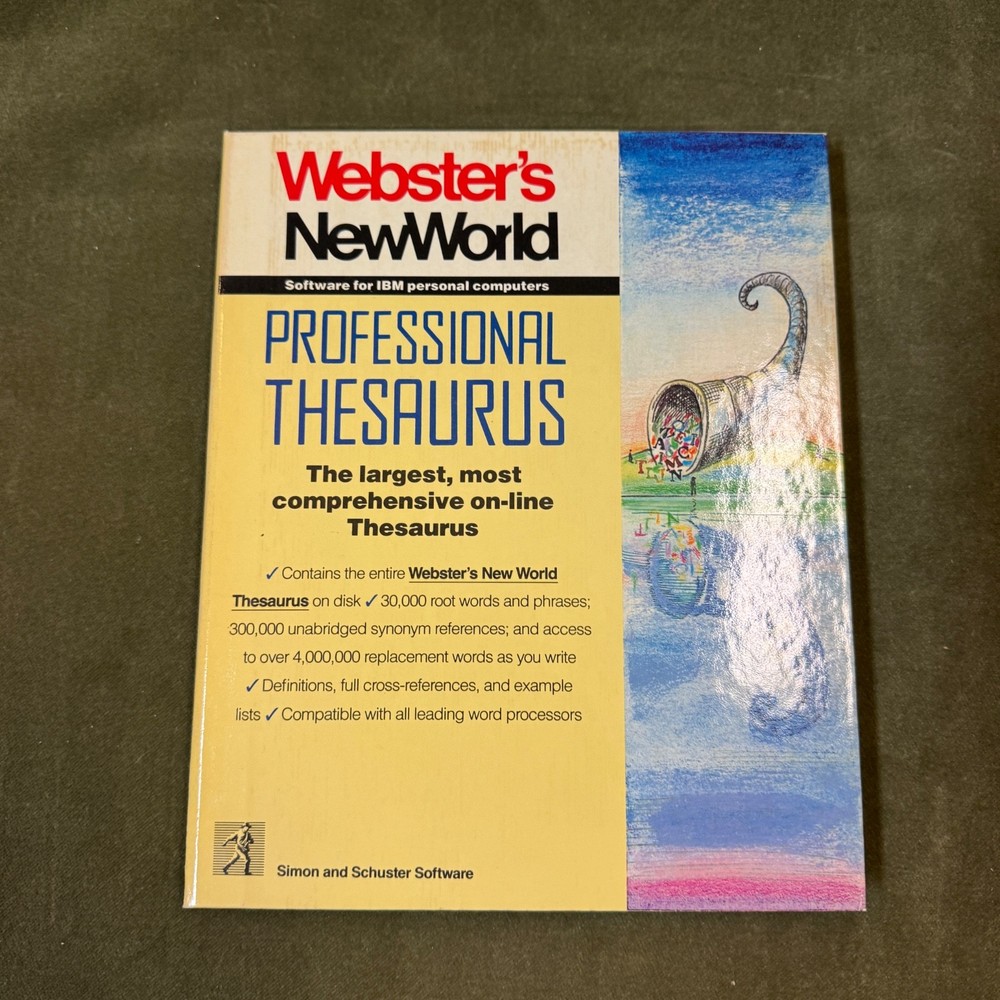 Webster's
NewWorld
Software for IBM personal computers
PROFESSIONAL
THESAURUS
The largest, most
comprehensive on-line
Thesaurus
✓ Contains the entire Webster's New World
Thesaurus on disk ✓ 30,000 root words and phrases;
300,000 unabridged synonym references; and access
to over 4,000,000 replacement words as you write
✓ Definitions, full cross-references, and example
lists ✓ Compatible with all leading word processors
Simon and Schuster Software